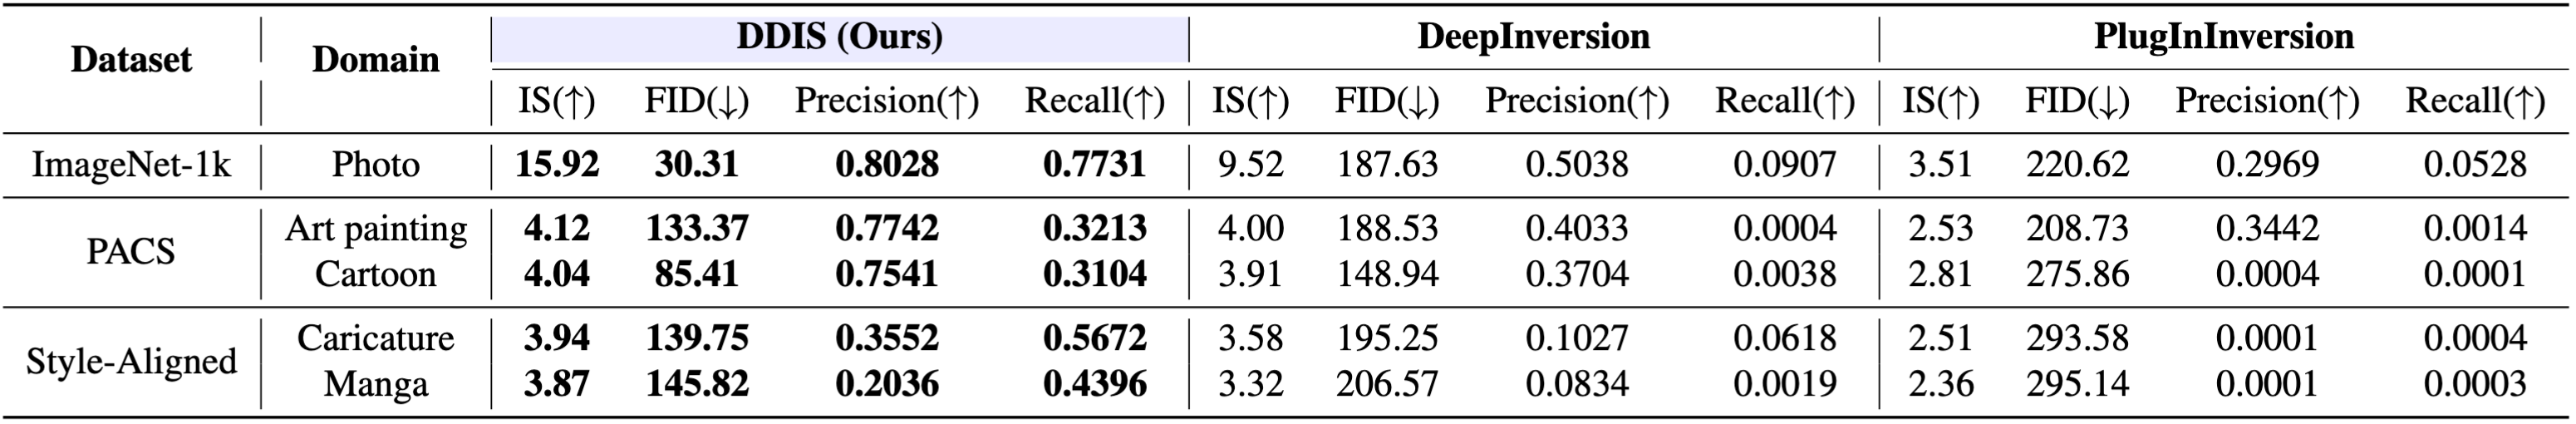 Dataset Domain DDIS (Ours) DeepInversion PlugInInversion
IS(↑) FID(↓) Precision(↑) Recall(↑) IS(↑) FID(↓) Precision(↑) Recall(↑) IS(↑) FID(↓) Precision(↑) Recall(↑)
ImageNet-1k Photo 15.92 30.31 0.8028 0.7731 9.52 187.63 0.5038 0.0907 3.51 220.62 0.2969 0.0528
PACS Art painting 4.12 133.37 0.7742 0.3213 4.00 188.53 0.4033 0.0004 2.53 208.73 0.3442 0.0014
Cartoon 4.04 85.41 0.7541 0.3104 3.91 148.94 0.3704 0.0038 2.81 275.86 0.0004 0.0001
Style-Aligned Caricature 3.94 139.75 0.3552 0.5672 3.58 195.25 0.1027 0.0618 2.51 293.58 0.0001 0.0004
Manga 3.87 145.82 0.2036 0.4396 3.32 206.57 0.0834 0.0019 2.36 295.14 0.0001 0.0003